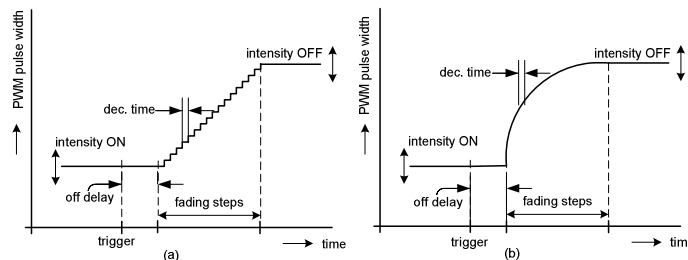 PWM pulse width
intensity OFF
dec. time
intensity ON
off delay
fading steps
trigger
time
(a)
PWM pulse width
intensity OFF
dec. time
intensity ON
off delay
fading steps
trigger
tim
(b)